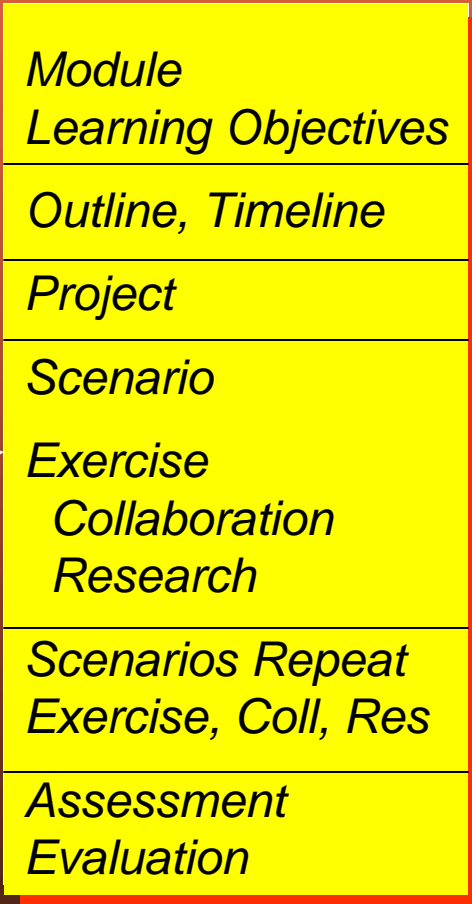 Module
Learning Objectives
Outline, Timeline
Project
Scenario
Exercise
Collaboration
Research
Scenarios Repeat
Exercise, Coll, Res
Assessment
Evaluation